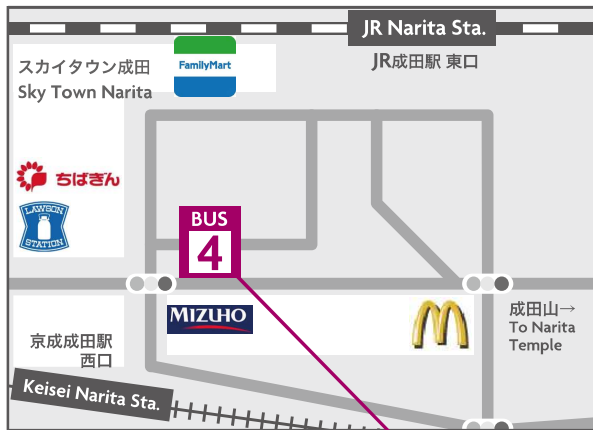 JR Narita Sta.
JR成田駅 東口
スカイタウン成田
Sky Town Narita
FamilyMart
ちばぎん
LAWSON
STATION
BUS
4
MIZUHO
成田山→
To Narita
Temple
京成成田駅
西口
Keisei Narita Sta.